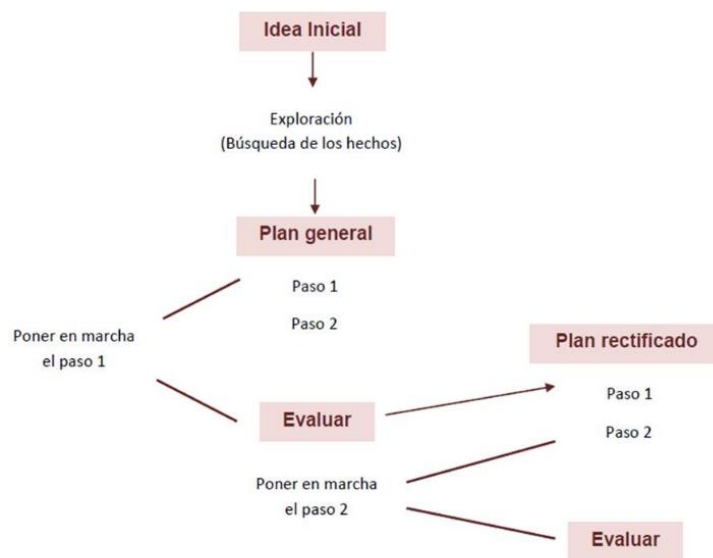 Idea Inicial
Exploración
(Búsqueda de los hechos)
Plan general
Paso 1
Paso 2
Poner en marcha
el paso 1
Evaluar
Plan rectificado
Paso 1
Paso 2
Poner en marcha
el paso 2
Evaluar